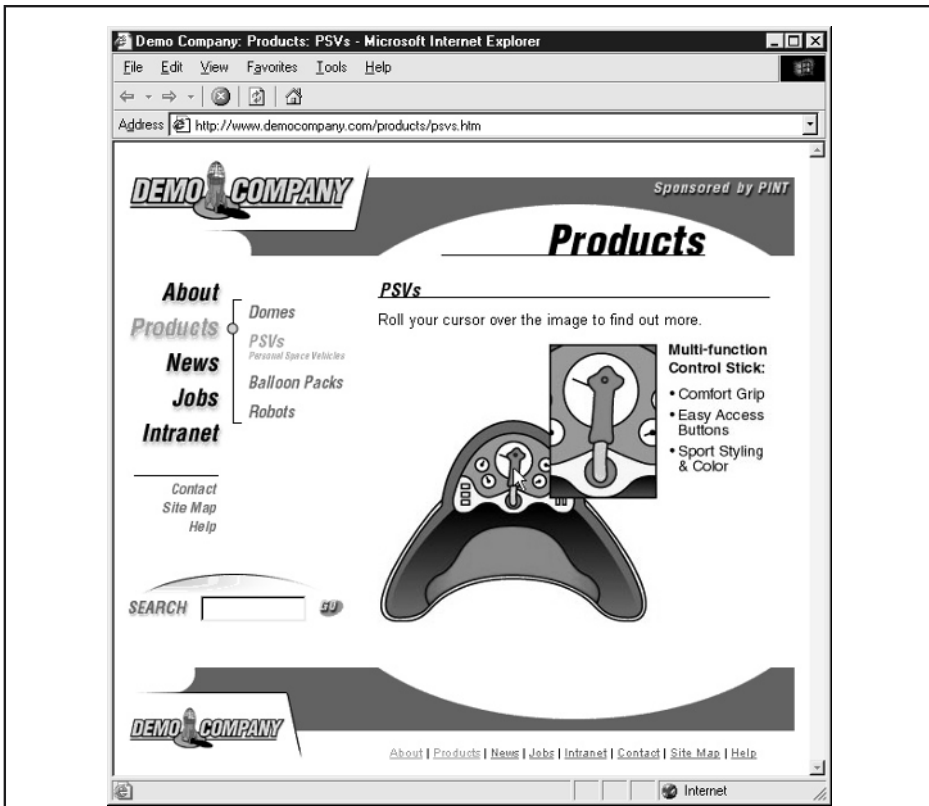 Demo Company: Products: PSVs - Microsoft Internet Explorer
File Edit View Favorites Tools Help
Address http://www.democompany.com/products/psvs.htm
DEMO COMPANY
Sponsored by PINT
Products
About
Products
News
Jobs
Intranet
Domes
PSVs
Personal Space Vehicles
Balloon Packs
Robots
Contact
Site Map
Help
SEARCH GO
PSVs
Roll your cursor over the image to find out more.
Multi-function
Control Stick:
• Comfort Grip
• Easy Access
Buttons
• Sport Styling
& Color
DEMO COMPANY
About | Products | News | Jobs | Intranet | Contact | Site Map | Help
Internet